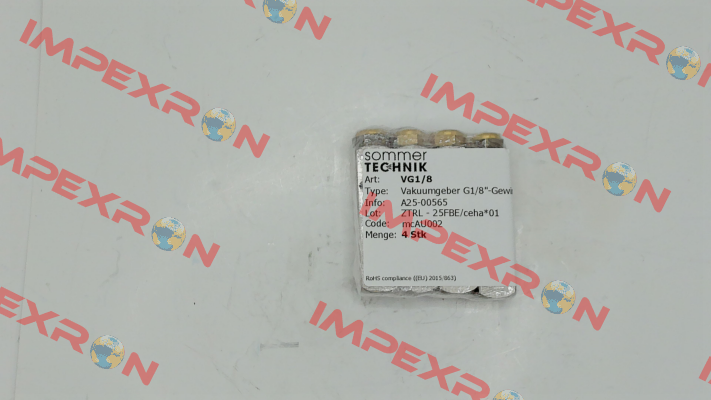 IMPEXRON
IMPEXRON
IMPEXRON
IMPEXRON
IMPEXRON
IMPEXRON
IMPEXRON
IMPEXRON
sommer
TECHNIK
Art: VG1/8
Type: Vakuumgeber G1/8"-Gewi
Info: A25-00565
Lot: ZTRL - 25FBE/ceha*01
Code: mcAU002
Menge: 4 Stk
RoHS compliance ((EU) 2015/863)